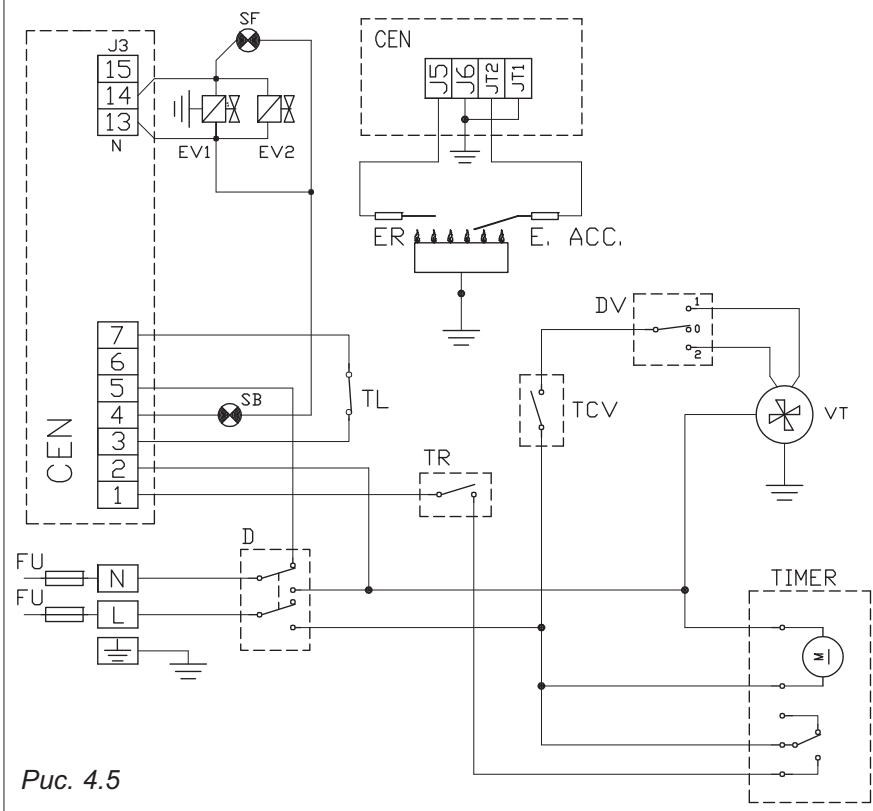 SF
CEN
J3
15
14
13
N
EV1
EV2
J5
J6
JT2
JT1
ER
E. ACC.
DV
1
0
2
7
6
5
4
3
2
1
CEN
SB
TL
TCV
VT
TR
D
FU
N
FU
L
TIMER
M
Рис. 4.5